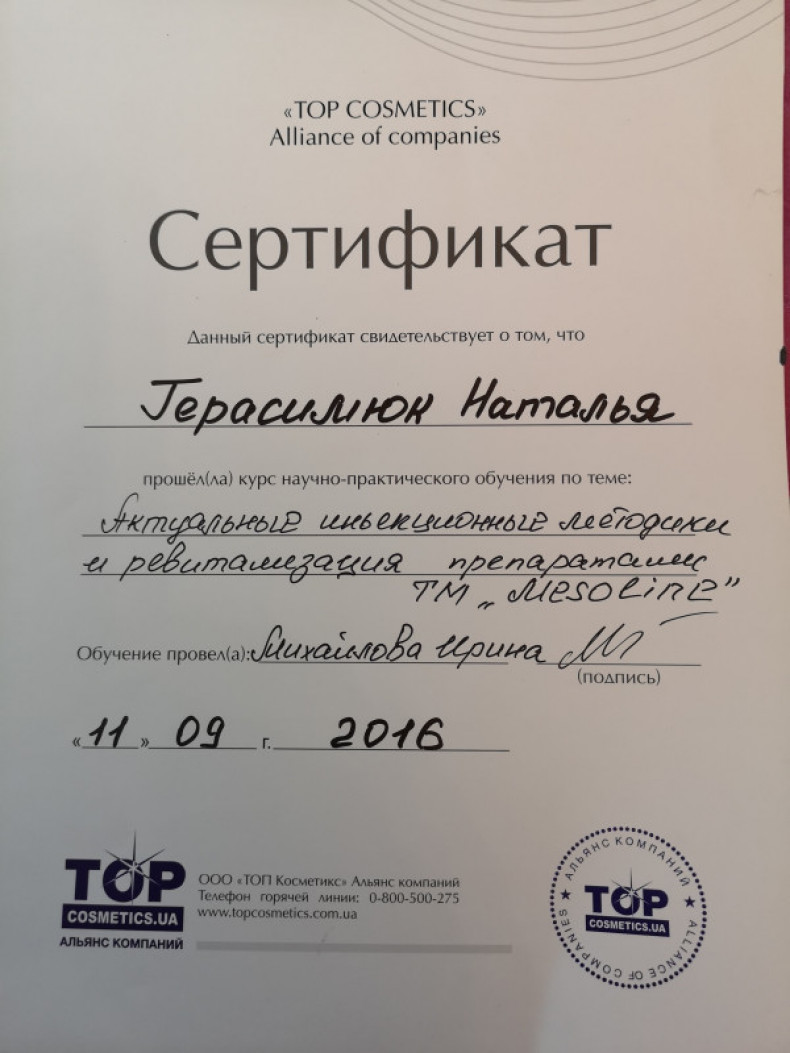 «TOP COSMETICS»
Alliance of companies
Сертификат
Данный сертификат свидетельствует о том, что
Герасимюк Наталья
прошёл(ла) курс научно-практического обучения по теме:
Актуальные инъекционные методики
и ревитализация препаратами
ТМ „Mesoline"
Обучение провел(а): Михайлова Ирина
(подпись)
«11» 09 г. 2016
TOP
COSMETICS.UA
АЛЬЯНС КОМПАНИЙ
ООО «ТОП Косметикс» Альянс компаний
Телефон горячей линии: 0-800-500-275
www.topcosmetics.com.ua
АЛЬЯНС КОМПАНИЙ
TOP
COSMETICS.UA
ALLIANCE OF COMPANIES